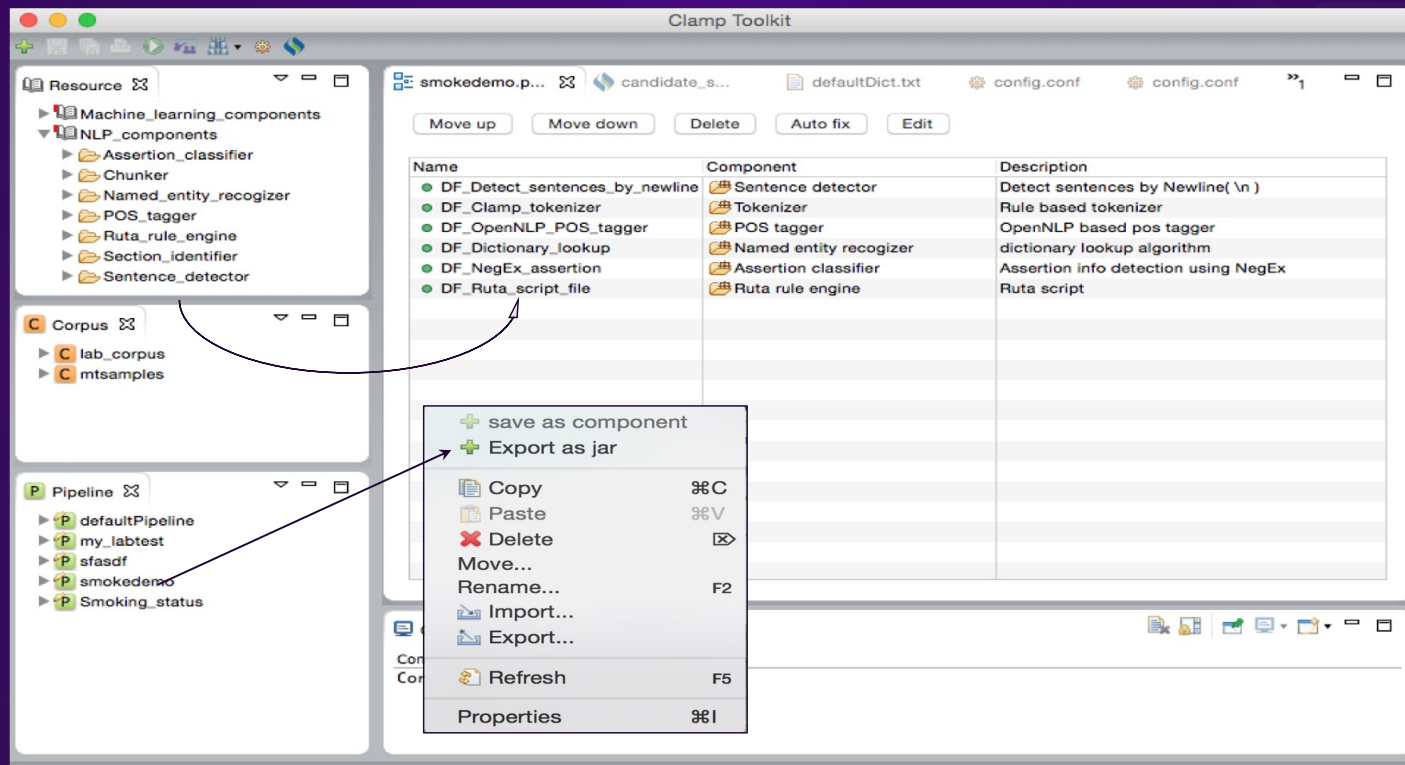 Clamp Toolkit
Resource
Machine_learning_components
NLP_components
Assertion_classifier
Chunker
Named_entity_recogizer
POS_tagger
Ruta_rule_engine
Section_identifier
Sentence_detector
C Corpus
C lab_corpus
C mtsamples
P Pipeline
P defaultPipeline
P my_labtest
P sfasdf
P smokedemo
P Smoking_status
smokedemo.p... candidate_s... defaultDict.txt config.conf config.conf »1
Move up Move down Delete Auto fix Edit
Name Component Description
DF_Detect_sentences_by_newline Sentence detector Detect sentences by Newline( \n )
DF_Clamp_tokenizer Tokenizer Rule based tokenizer
DF_OpenNLP_POS_tagger POS tagger OpenNLP based pos tagger
DF_Dictionary_lookup Named entity recogizer dictionary lookup algorithm
DF_NegEx_assertion Assertion classifier Assertion info detection using NegEx
DF_Ruta_script_file Ruta rule engine Ruta script
save as component
Export as jar
Copy ⌘C
Paste ⌘V
Delete ⌦
Move...
Rename... F2
Import...
Export...
Refresh F5
Properties ⌘I